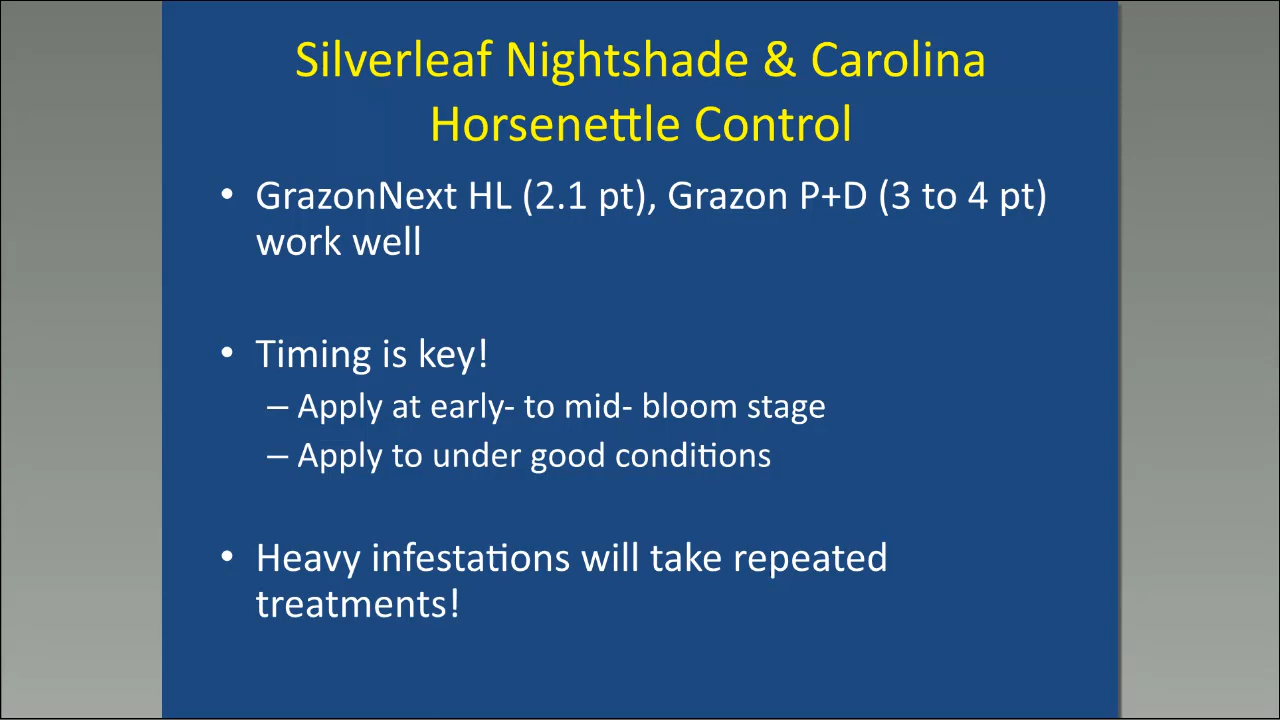 Silverleaf Nightshade & Carolina
Horsenettle Control
• GrazonNext HL (2.1 pt), Grazon P+D (3 to 4 pt)
work well
• Timing is key!
– Apply at early- to mid- bloom stage
– Apply to under good conditions
• Heavy infestations will take repeated
treatments!